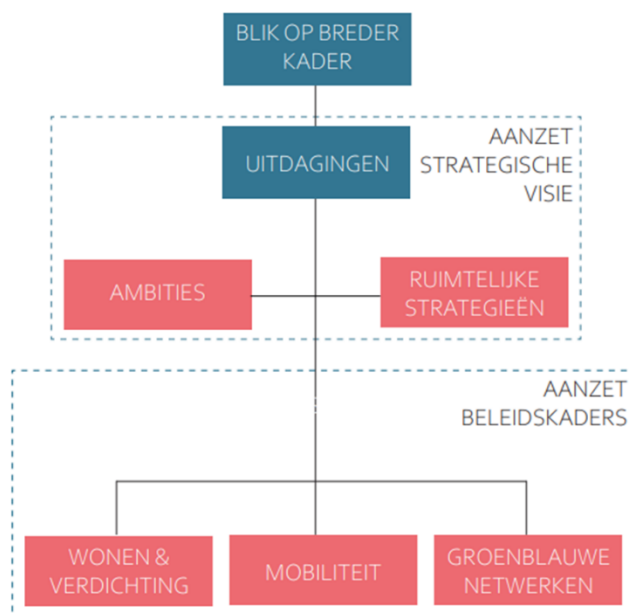 BLIK OP BREDER
KADER
UITDAGINGEN
AANZET
STRATEGISCHE
VISIE
AMBITIES
RUIMTELIJKE
STRATEGIEËN
AANZET
BELEIDSKADERS
WONEN &
VERDICHTING
MOBILITEIT
GROENBLAUWE
NETWERKEN